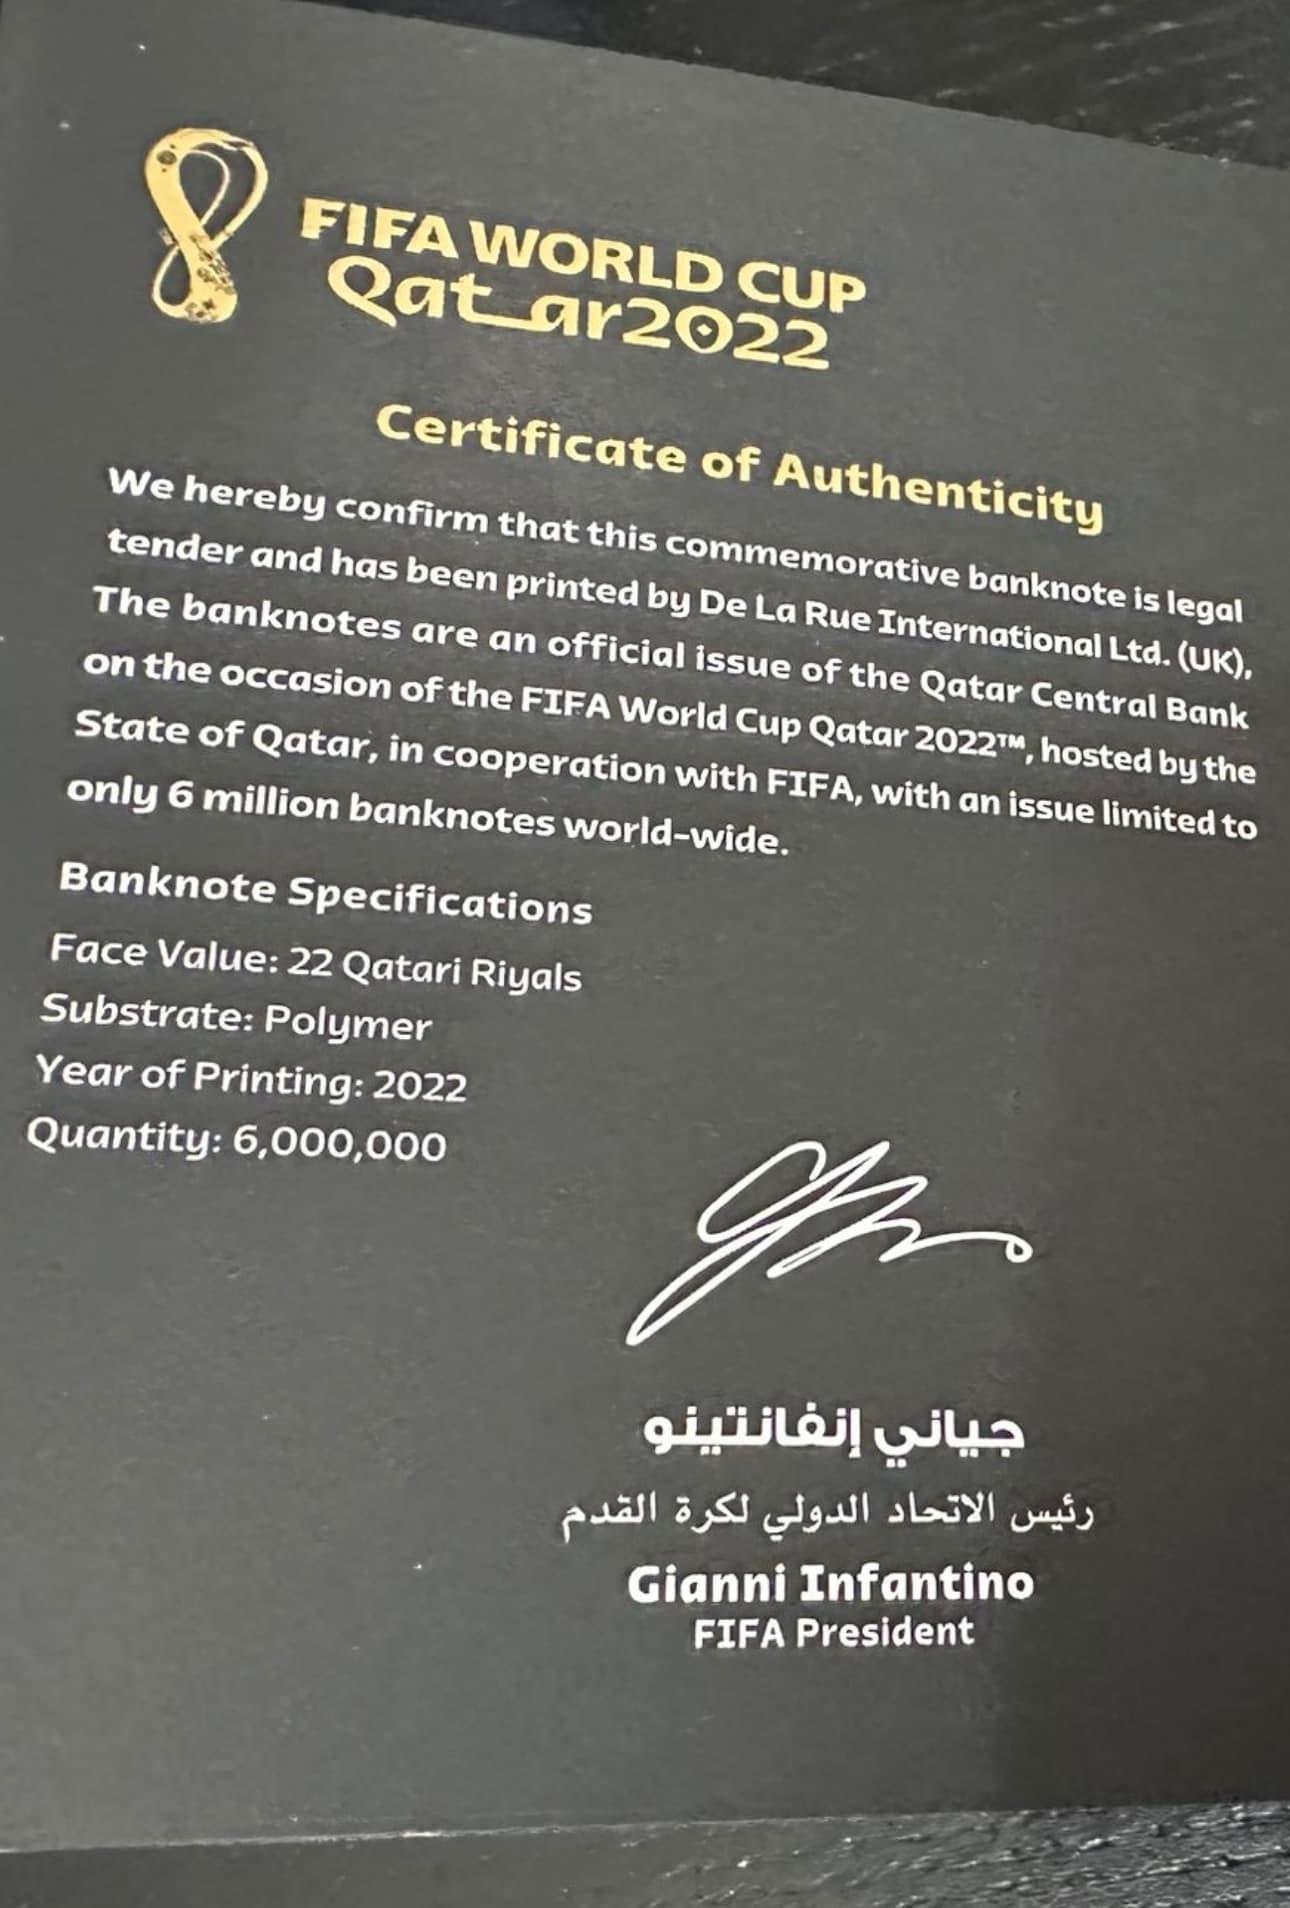 FIFA WORLD CUP
Qatar2022
Certificate of Authenticity
We hereby confirm that this commemorative banknote is legal
tender and has been printed by De La Rue International Ltd. (UK),
The banknotes are an official issue of the Qatar Central Bank
on the occasion of the FIFA World Cup Qatar 2022™, hosted by the
State of Qatar, in cooperation with FIFA, with an issue limited to
only 6 million banknotes world-wide.
Banknote Specifications
Face Value: 22 Qatari Riyals
Substrate: Polymer
Year of Printing: 2022
Quantity: 6,000,000
جياني إنفانتينو
رئيس الاتحاد الدولي لكرة القدم
Gianni Infantino
FIFA President